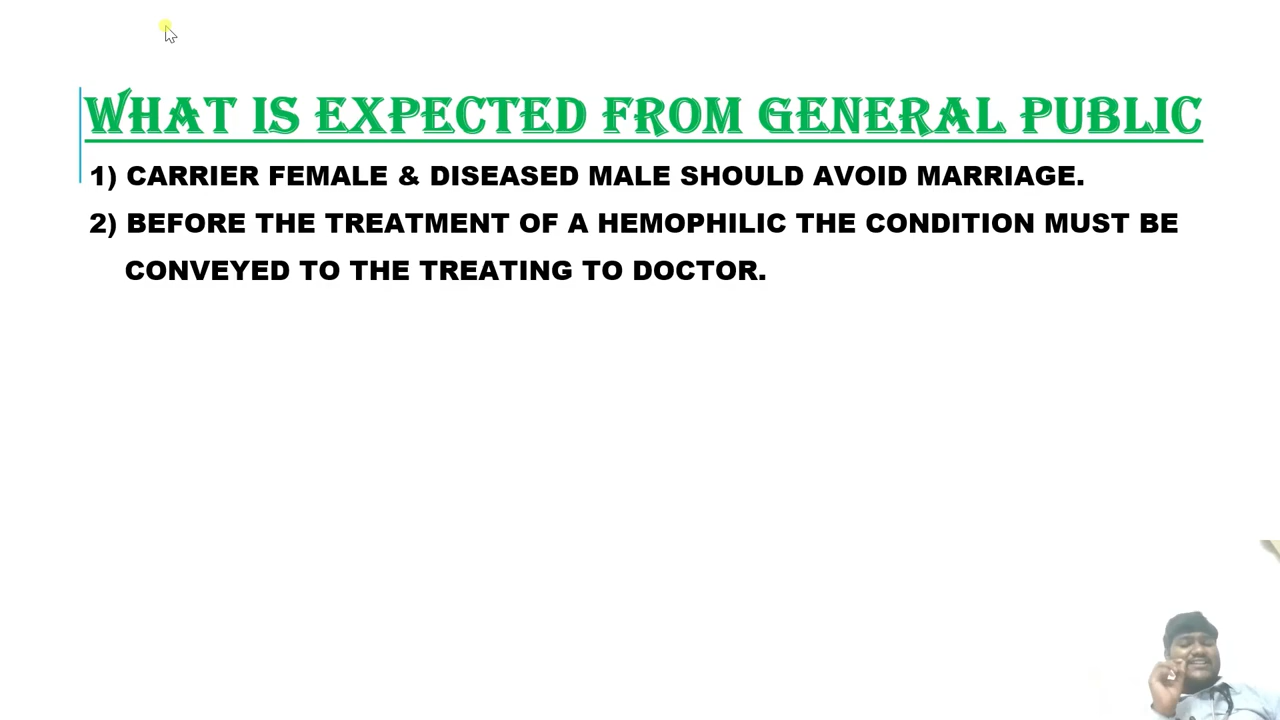 WHAT IS EXPECTED FROM GENERAL PUBLIC
1) CARRIER FEMALE & DISEASED MALE SHOULD AVOID MARRIAGE.
2) BEFORE THE TREATMENT OF A HEMOPHILIC THE CONDITION MUST BE
CONVEYED TO THE TREATING TO DOCTOR.